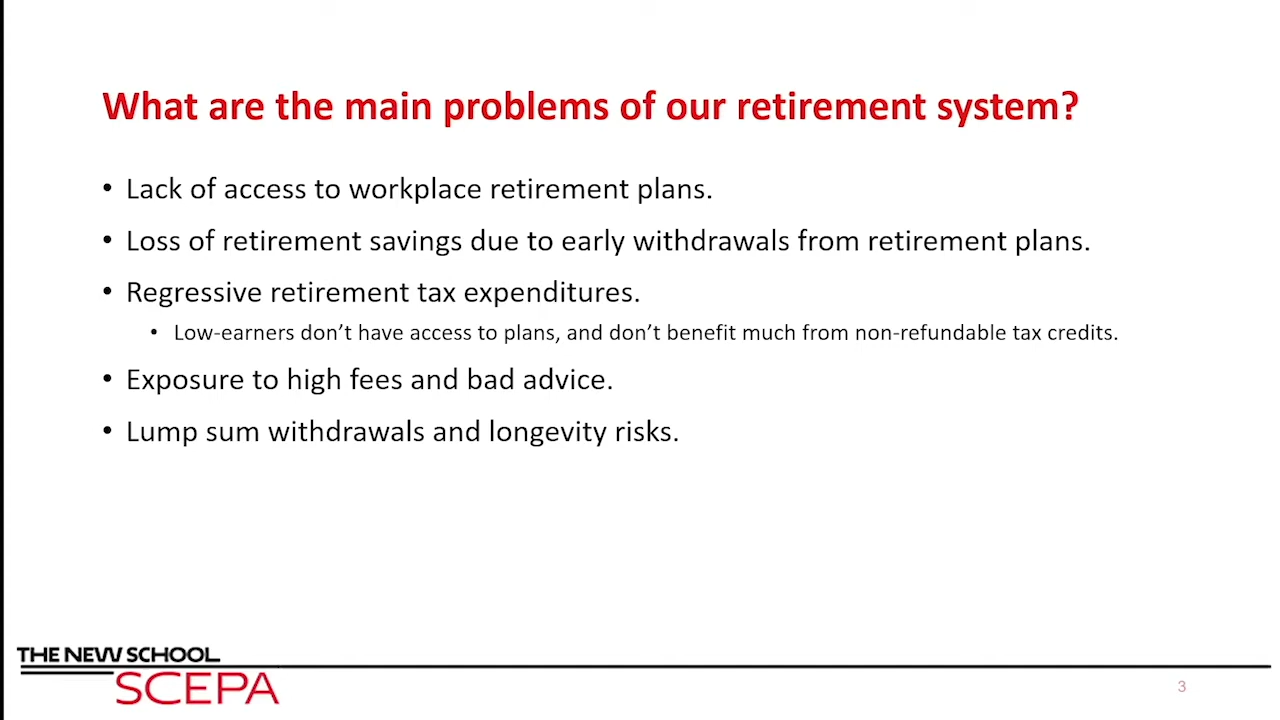 What are the main problems of our retirement system?
• Lack of access to workplace retirement plans.
• Loss of retirement savings due to early withdrawals from retirement plans.
• Regressive retirement tax expenditures.
• Low-earners don’t have access to plans, and don’t benefit much from non-refundable tax credits.
• Exposure to high fees and bad advice.
• Lump sum withdrawals and longevity risks.
THE NEW SCHOOL
SCEPA
3